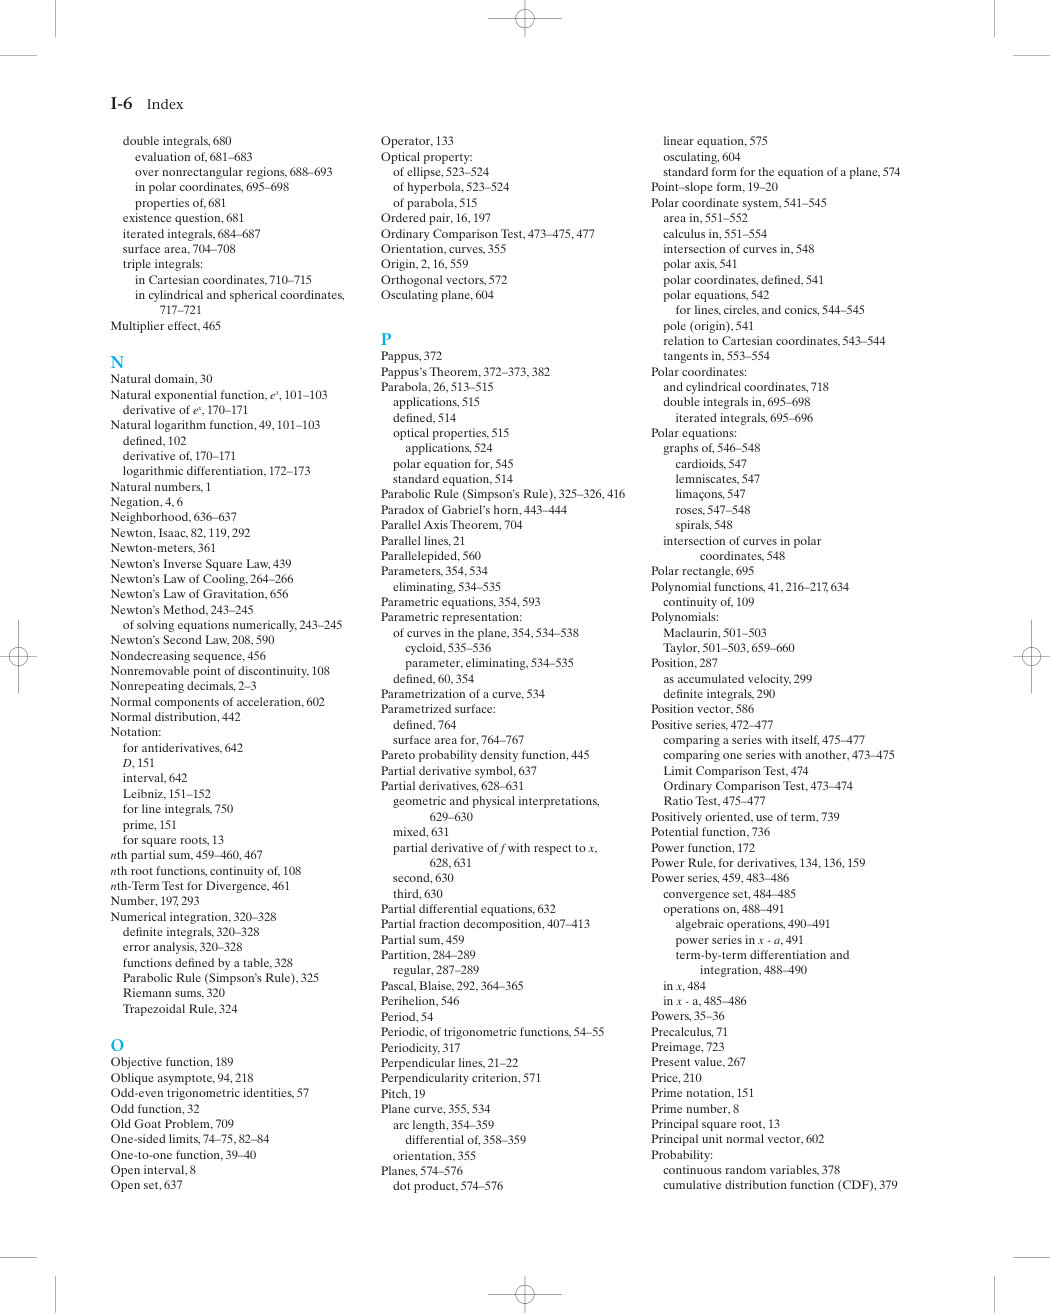 I-6 Index
double integrals, 680
evaluation of, 681–683
over nonrectangular regions, 688–693
in polar coordinates, 695–698
properties of, 681
existence question, 681
iterated integrals, 684–687
surface area, 704–708
triple integrals:
in Cartesian coordinates, 710–715
in cylindrical and spherical coordinates,
717–721
Multiplier effect, 465
N
Natural domain, 30
Natural exponential function, eˣ, 101–103
derivative of eˣ, 170–171
Natural logarithm function, 49, 101–103
defined, 102
derivative of, 170–171
logarithmic differentiation, 172–173
Natural numbers, 1
Negation, 4, 6
Neighborhood, 636–637
Newton, Isaac, 82, 119, 292
Newton-meters, 361
Newton's Inverse Square Law, 439
Newton's Law of Cooling, 264–266
Newton's Law of Gravitation, 656
Newton's Method, 243–245
of solving equations numerically, 243–245
Newton's Second Law, 208, 590
Nondecreasing sequence, 456
Nonremovable point of discontinuity, 108
Nonrepeating decimals, 2–3
Normal components of acceleration, 602
Normal distribution, 442
Notation:
for antiderivatives, 642
D, 151
interval, 642
Leibniz, 151–152
for line integrals, 750
prime, 151
for square roots, 13
nth partial sum, 459–460, 467
nth root functions, continuity of, 108
nth-Term Test for Divergence, 461
Number, 197, 293
Numerical integration, 320–328
definite integrals, 320–328
error analysis, 320–328
functions defined by a table, 328
Parabolic Rule (Simpson's Rule), 325
Riemann sums, 320
Trapezoidal Rule, 324
O
Objective function, 189
Oblique asymptote, 94, 218
Odd-even trigonometric identities, 57
Odd function, 32
Old Goat Problem, 709
One-sided limits, 74–75, 82–84
One-to-one function, 39–40
Open interval, 8
Open set, 637
Operator, 133
Optical property:
of ellipse, 523–524
of hyperbola, 523–524
of parabola, 515
Ordered pair, 16, 197
Ordinary Comparison Test, 473–475, 477
Orientation, curves, 355
Origin, 2, 16, 559
Orthogonal vectors, 572
Osculating plane, 604
P
Pappus, 372
Pappus's Theorem, 372–373, 382
Parabola, 26, 513–515
applications, 515
defined, 514
optical properties, 515
applications, 524
polar equation for, 545
standard equation, 514
Parabolic Rule (Simpson's Rule), 325–326, 416
Paradox of Gabriel's horn, 443–444
Parallel Axis Theorem, 704
Parallel lines, 21
Parallelepided, 560
Parameters, 354, 534
eliminating, 534–535
Parametric equations, 354, 593
Parametric representation:
of curves in the plane, 354, 534–538
cycloid, 535–536
parameter, eliminating, 534–535
defined, 60, 354
Parametrization of a curve, 534
Parametrized surface:
defined, 764
surface area for, 764–767
Pareto probability density function, 445
Partial derivative symbol, 637
Partial derivatives, 628–631
geometric and physical interpretations,
629–630
mixed, 631
partial derivative of f with respect to x,
628, 631
second, 630
third, 630
Partial differential equations, 632
Partial fraction decomposition, 407–413
Partial sum, 459
Partition, 284–289
regular, 287–289
Pascal, Blaise, 292, 364–365
Perihelion, 546
Period, 54
Periodic, of trigonometric functions, 54–55
Periodicity, 317
Perpendicular lines, 21–22
Perpendicularity criterion, 571
Pitch, 19
Plane curve, 355, 534
arc length, 354–359
differential of, 358–359
orientation, 355
Planes, 574–576
dot product, 574–576
linear equation, 575
osculating, 604
standard form for the equation of a plane, 574
Point–slope form, 19–20
Polar coordinate system, 541–545
area in, 551–552
calculus in, 551–554
intersection of curves in, 548
polar axis, 541
polar coordinates, defined, 541
polar equations, 542
for lines, circles, and conics, 544–545
pole (origin), 541
relation to Cartesian coordinates, 543–544
tangents in, 553–554
Polar coordinates:
and cylindrical coordinates, 718
double integrals in, 695–698
iterated integrals, 695–696
Polar equations:
graphs of, 546–548
cardioids, 547
lemniscates, 547
limaçons, 547
roses, 547–548
spirals, 548
intersection of curves in polar
coordinates, 548
Polar rectangle, 695
Polynomial functions, 41, 216–217, 634
continuity of, 109
Polynomials:
Maclaurin, 501–503
Taylor, 501–503, 659–660
Position, 287
as accumulated velocity, 299
definite integrals, 290
Position vector, 586
Positive series, 472–477
comparing a series with itself, 475–477
comparing one series with another, 473–475
Limit Comparison Test, 474
Ordinary Comparison Test, 473–474
Ratio Test, 475–477
Positively oriented, use of term, 739
Potential function, 736
Power function, 172
Power Rule, for derivatives, 134, 136, 159
Power series, 459, 483–486
convergence set, 484–485
operations on, 488–491
algebraic operations, 490–491
power series in x - a, 491
term-by-term differentiation and
integration, 488–490
in x, 484
in x - a, 485–486
Powers, 35–36
Precalculus, 71
Preimage, 723
Present value, 267
Price, 210
Prime notation, 151
Prime number, 8
Principal square root, 13
Principal unit normal vector, 602
Probability:
continuous random variables, 378
cumulative distribution function (CDF), 379